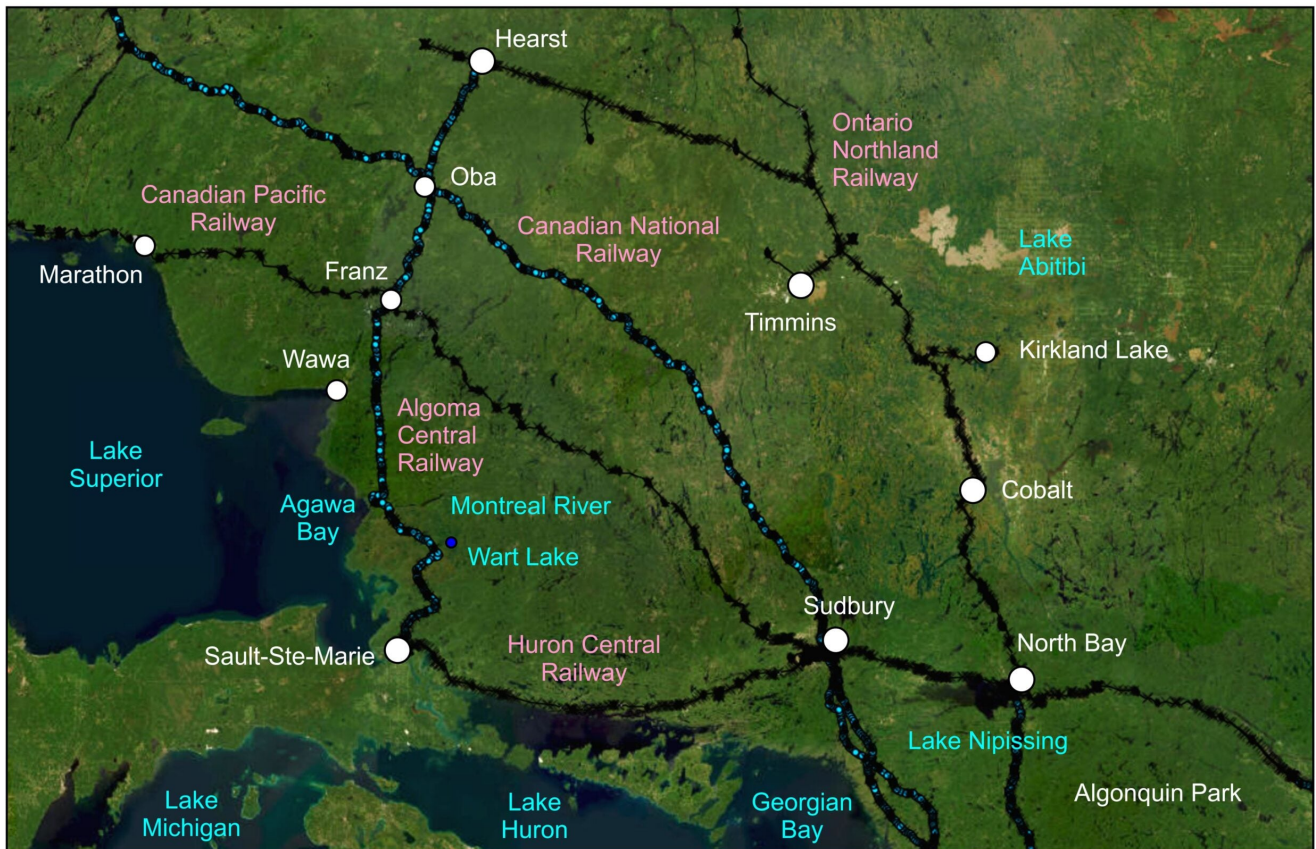 Hearst
Ontario
Northland
Railway
Oba
Canadian Pacific
Railway
Canadian National
Railway
Lake
Abitibi
Marathon
Franz
Timmins
Wawa
Kirkland Lake
Algoma
Central
Railway
Lake
Superior
Agawa
Bay
Montreal River
Cobalt
Wart Lake
Sudbury
Sault-Ste-Marie
Huron Central
Railway
North Bay
Lake Nipissing
Algonquin Park
Lake
Michigan
Lake
Huron
Georgian
Bay